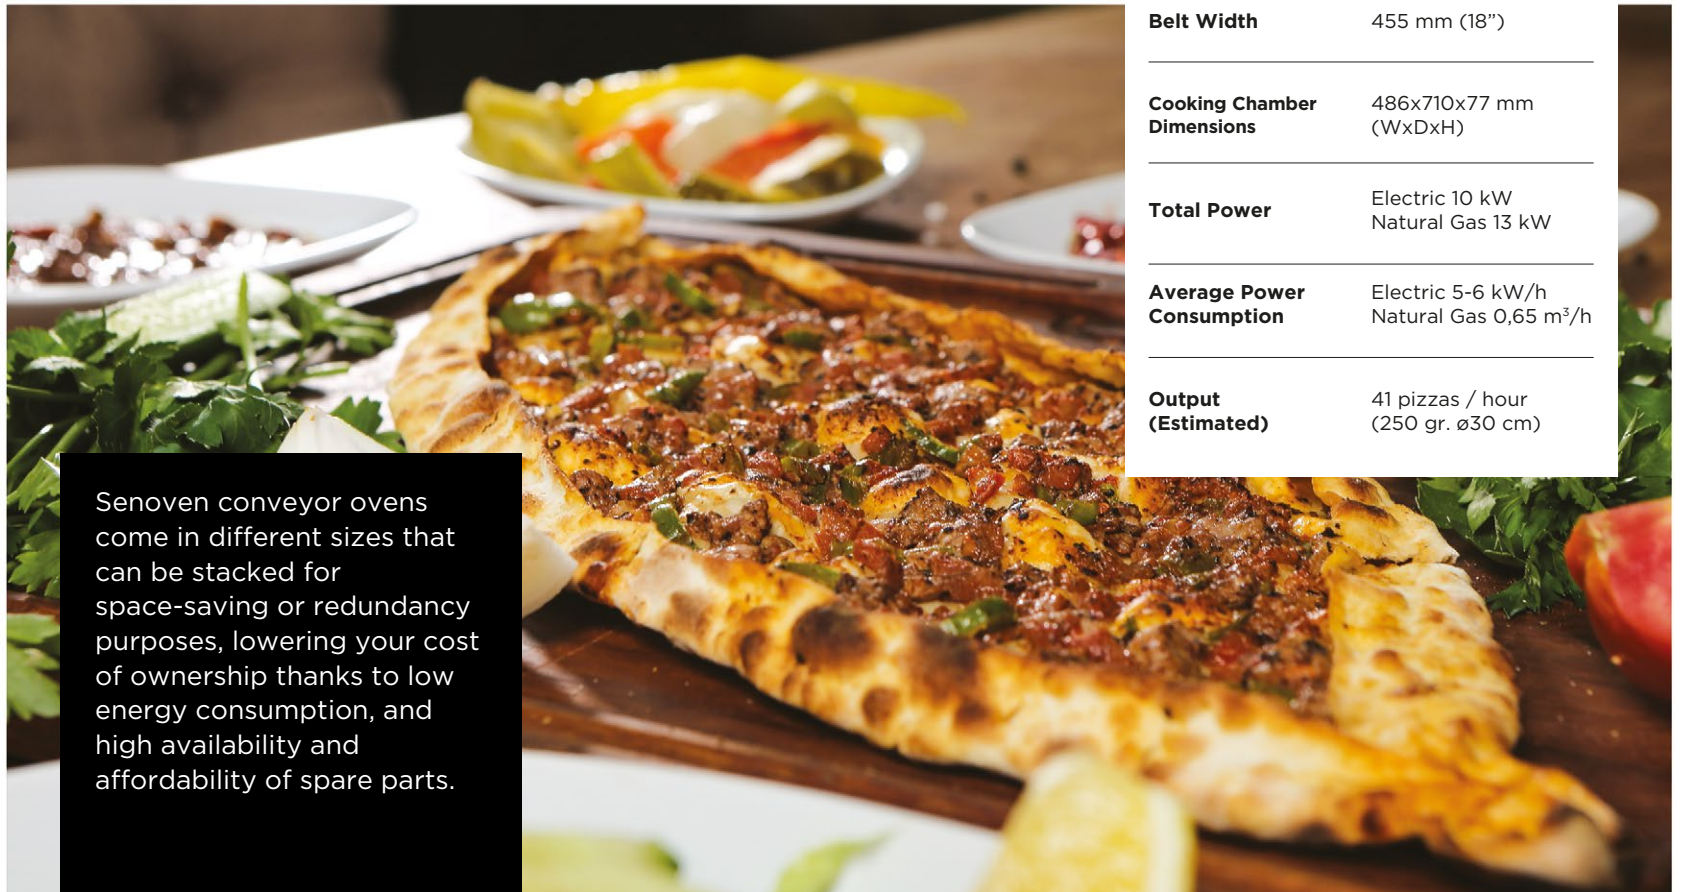 Belt Width 455 mm (18”)
Cooking Chamber Dimensions 486x710x77 mm
(WxDxH)
Total Power Electric 10 kW
Natural Gas 13 kW
Average Power Consumption Electric 5-6 kW/h
Natural Gas 0,65 m³/h
Output (Estimated) 41 pizzas / hour
(250 gr. ø30 cm)
Senoven conveyor ovens
come in different sizes that
can be stacked for
space-saving or redundancy
purposes, lowering your cost
of ownership thanks to low
energy consumption, and
high availability and
affordability of spare parts.